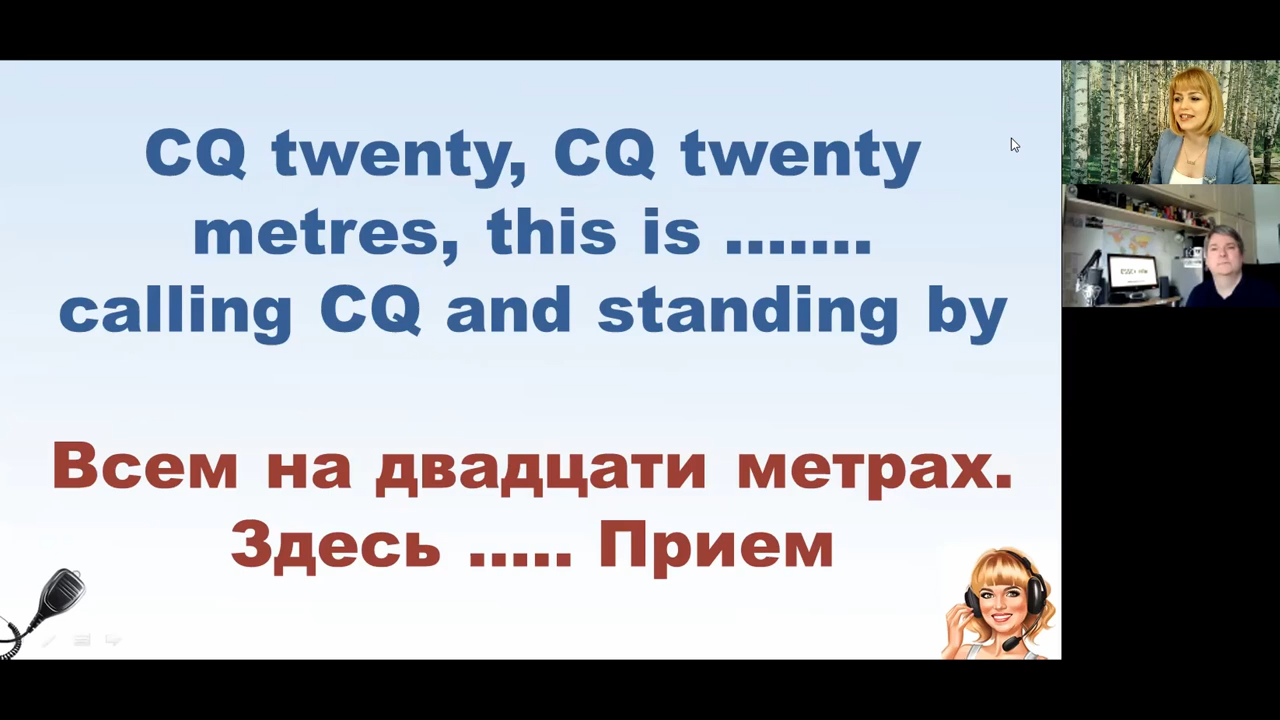 CQ twenty, CQ twenty
metres, this is .......
calling CQ and standing by
Всем на двадцати метрах.
Здесь ..... Прием